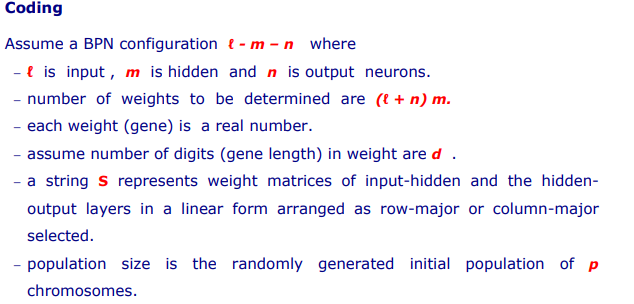 Coding
Assume a BPN configuration ℓ - m – n where
– ℓ is input , m is hidden and n is output neurons.
– number of weights to be determined are (ℓ + n) m.
– each weight (gene) is a real number.
– assume number of digits (gene length) in weight are d .
– a string S represents weight matrices of input-hidden and the hidden-
output layers in a linear form arranged as row-major or column-major
selected.
– population size is the randomly generated initial population of p
chromosomes.